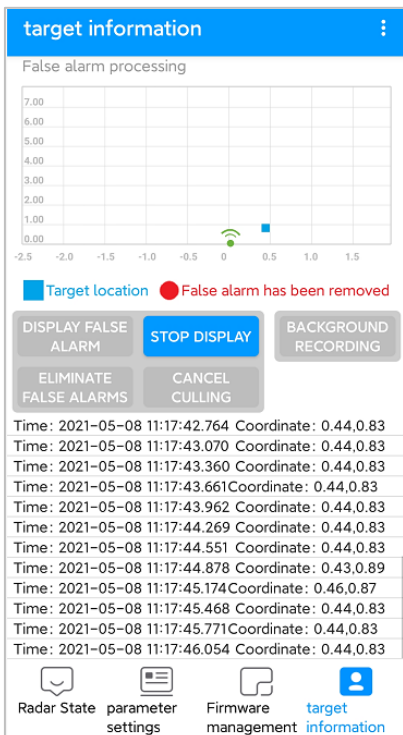 target information
False alarm processing
7.00
6.00
5.00
4.00
3.00
2.00
1.00
0.00
-2.5 -2.0 -1.5 -1.0 -0.5 0 0.5 1.0 1.5
Target location False alarm has been removed
DISPLAY FALSE ALARM
STOP DISPLAY
BACKGROUND RECORDING
ELIMINATE FALSE ALARMS
CANCEL CULLING
Time: 2021-05-08 11:17:42.764 Coordinate: 0.44,0.83
Time: 2021-05-08 11:17:43.070 Coordinate: 0.44,0.83
Time: 2021-05-08 11:17:43.360 Coordinate: 0.44,0.83
Time: 2021-05-08 11:17:43.661Coordinate: 0.44,0.83
Time: 2021-05-08 11:17:43.962 Coordinate: 0.44,0.83
Time: 2021-05-08 11:17:44.269 Coordinate: 0.44,0.83
Time: 2021-05-08 11:17:44.551 Coordinate: 0.44,0.83
Time: 2021-05-08 11:17:44.878 Coordinate: 0.43,0.89
Time: 2021-05-08 11:17:45.174Coordinate: 0.46,0.87
Time: 2021-05-08 11:17:45.468 Coordinate: 0.44,0.83
Time: 2021-05-08 11:17:45.771Coordinate: 0.44,0.83
Time: 2021-05-08 11:17:46.054 Coordinate: 0.44,0.83
Radar State
parameter settings
Firmware management
target information